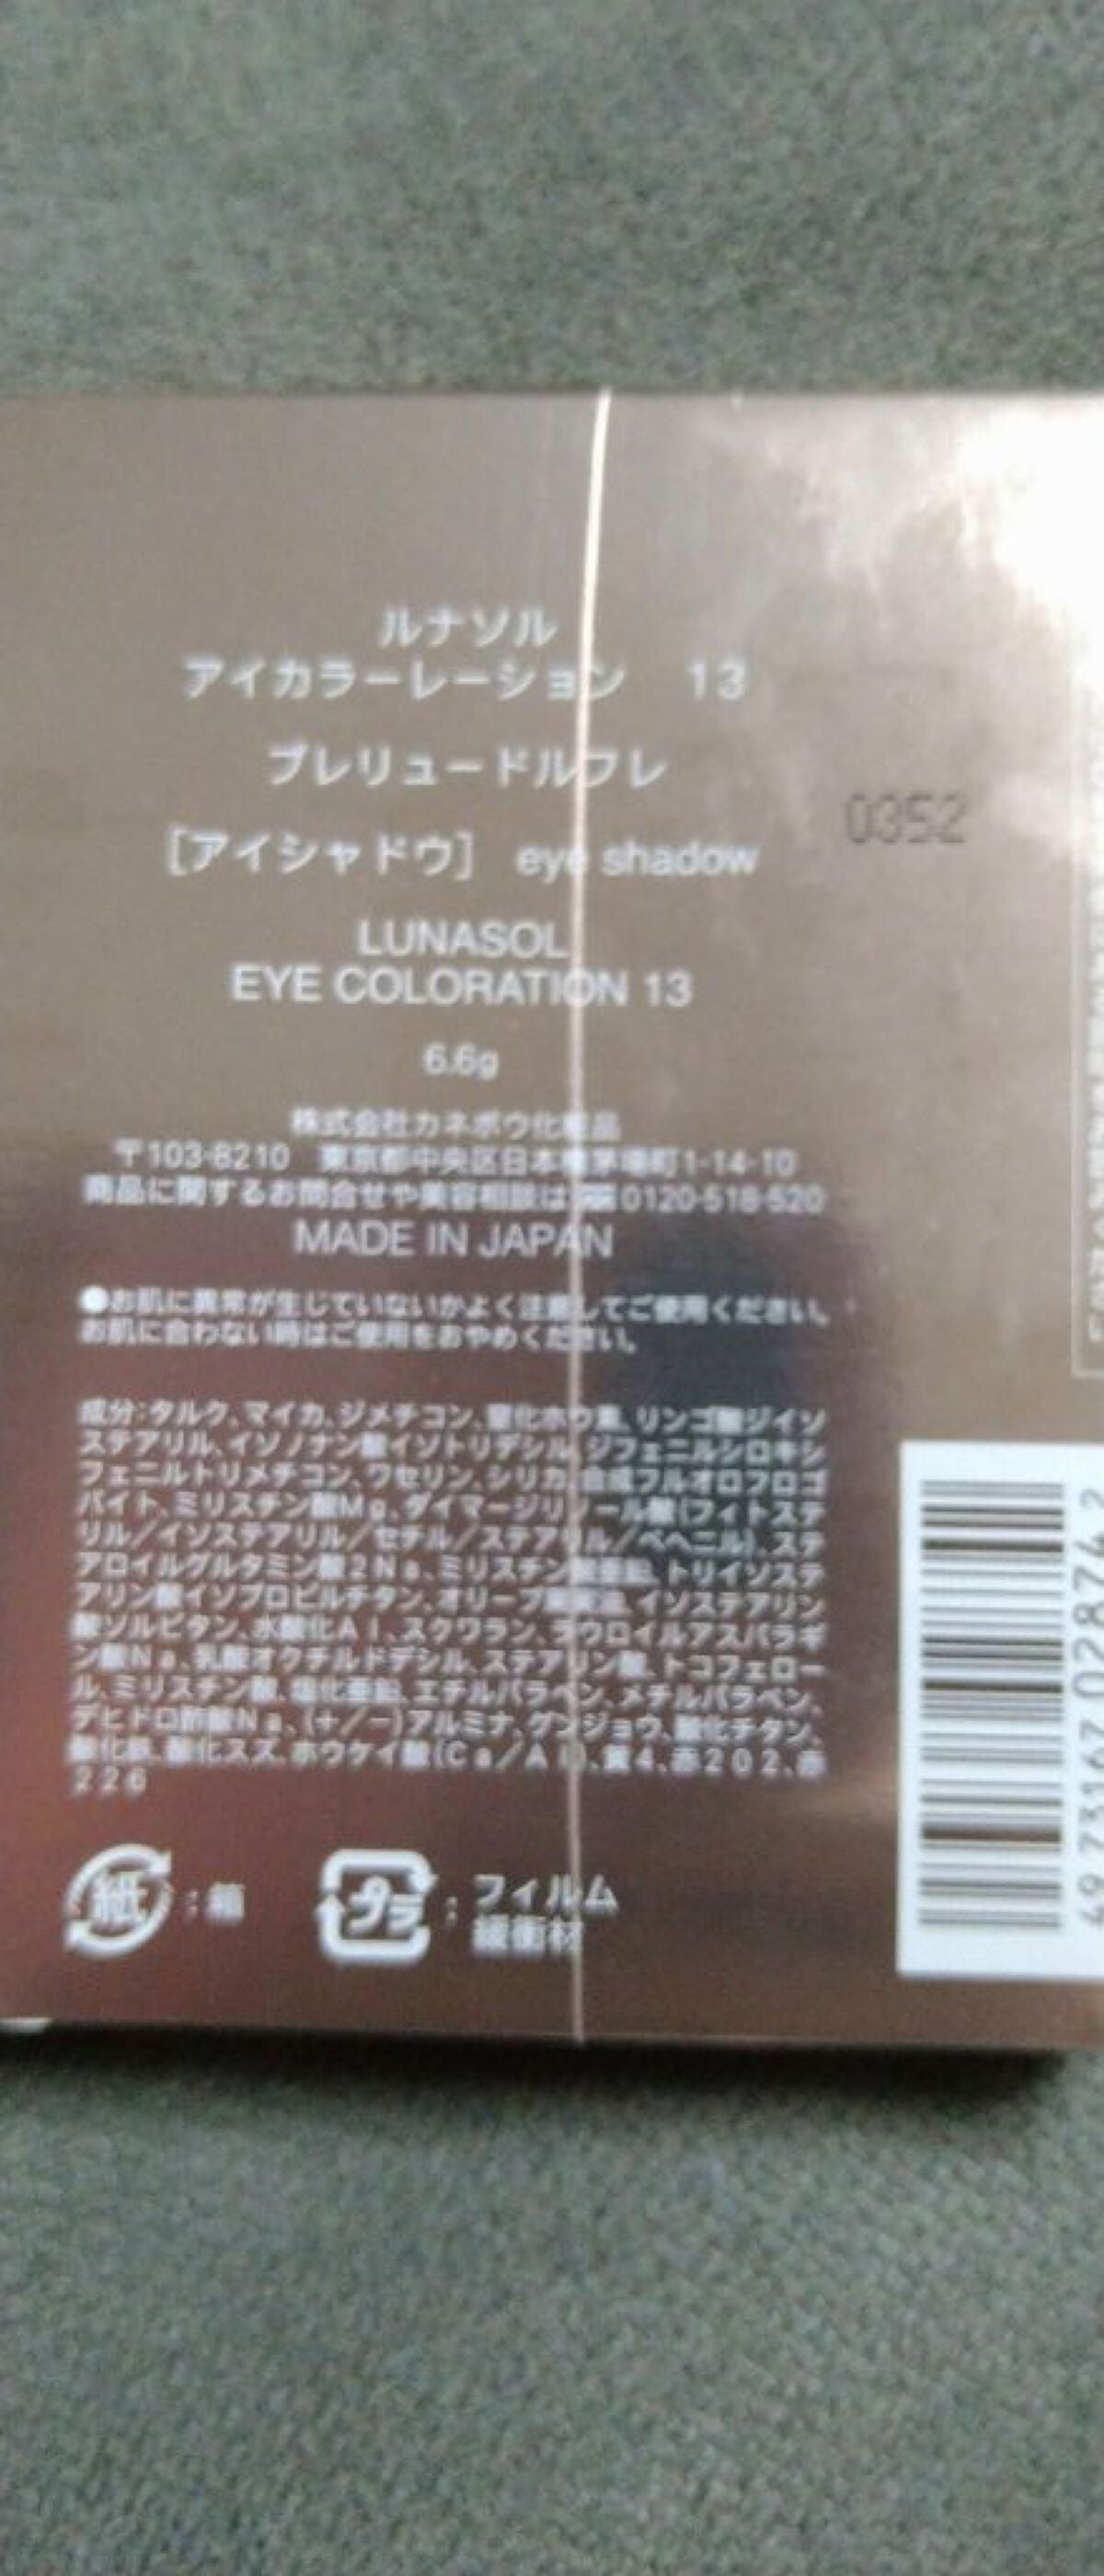 ルナソル
アイカラーレーション 13
プレリュードルフレ
[アイシャドウ] eye shadow
0352
LUNASOL
EYE COLORATION 13
6.6g
株式会社カネボウ化粧品
〒103-8210 東京都中央区日本橋茅場町1-14-10
商品に関するお問合せや美容相談は 0120-518-520
MADE IN JAPAN
●お肌に異常が生じていないかよく注意してご使用ください。
お肌に合わない時はご使用をおやめください。
成分:タルク、マイカ、ジメチコン、窒化ホウ素、リンゴ酸ジイソ
ステアリル、イソノナン酸イソトリデシル、ジフェニルシロキシ
フェニルトリメチコン、ワセリン、シリカ、合成フルオロフロゴ
パイト、ミリスチン酸Mg、ダイマージリノール酸(フィトステ
リル/イソステアリル/セチル/ステアリル/ベヘニル)、ステ
アロイルグルタミン酸2Na、ミリスチン酸亜鉛、トリイソステ
アリン酸イソプロピルチタン、オリーブ果実油、イソステアリン
酸ソルビタン、水酸化Al、スクワラン、ラウロイルアスパラギ
ン酸Na、乳酸オクチルドデシル、ステアリン酸、トコフェロー
ル、ミリスチン酸、塩化亜鉛、エチルパラベン、メチルパラベン、
デヒドロ酢酸Na、(+/-)アルミナ、グンジョウ、酸化チタン、
酸化鉄、酸化スズ、ホウケイ酸(Ca/Al)、黄4、赤202、赤
226
紙 : 箱
プラ : フィルム
緩衝材
4973167028742